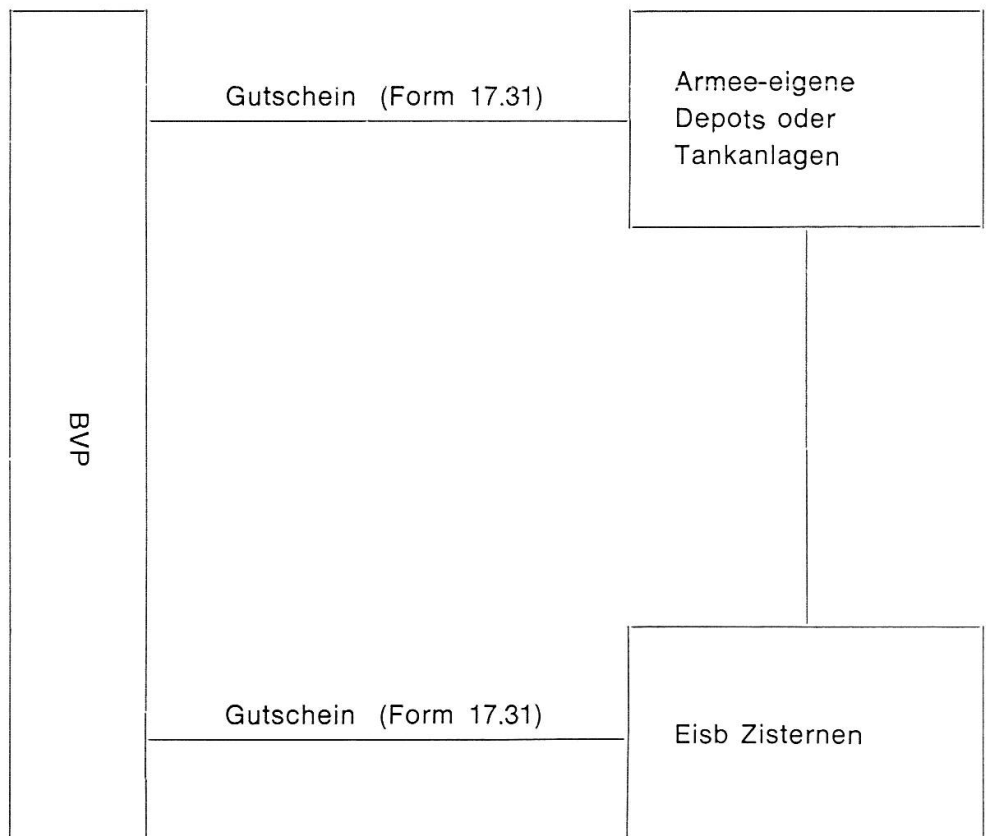 Gutschein (Form 17.31)
Armee-eigene
Depots oder
Tankanlagen
BVP
Gutschein (Form 17.31)
Eisb Zisternen